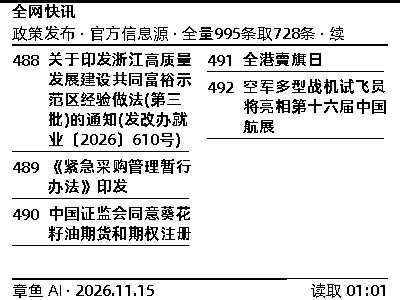 全网快讯
政策发布 · 官方信息源 · 全量995条取728条 · 续
488 关于印发浙江高质量
发展建设共同富裕示
范区经验做法(第三
批)的通知(发改办就
业〔2026〕610号)
489 《紧急采购管理暂行
办法》印发
490 中国证监会同意葵花
籽油期货和期权注册
491 全港卖旗日
492 空军多型战机试飞员
将亮相第十六届中国
航展
章鱼 AI · 2026.11.15
读取 01:01